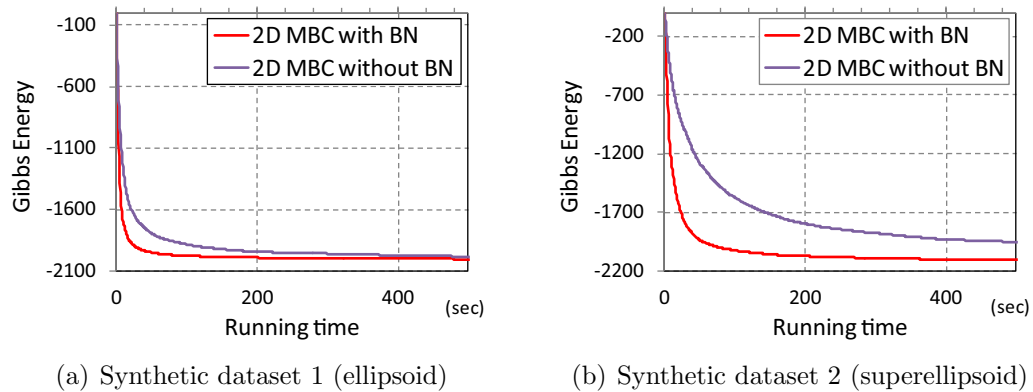 -100
-600
-1100
-1600
-2100
Gibbs Energy
2D MBC with BN
2D MBC without BN
0
200
400
(sec)
Running time
(a) Synthetic dataset 1 (ellipsoid)
-200
-700
-1200
-1700
-2200
Gibbs Energy
2D MBC with BN
2D MBC without BN
0
200
400
(sec)
Running time
(b) Synthetic dataset 2 (superellipsoid)